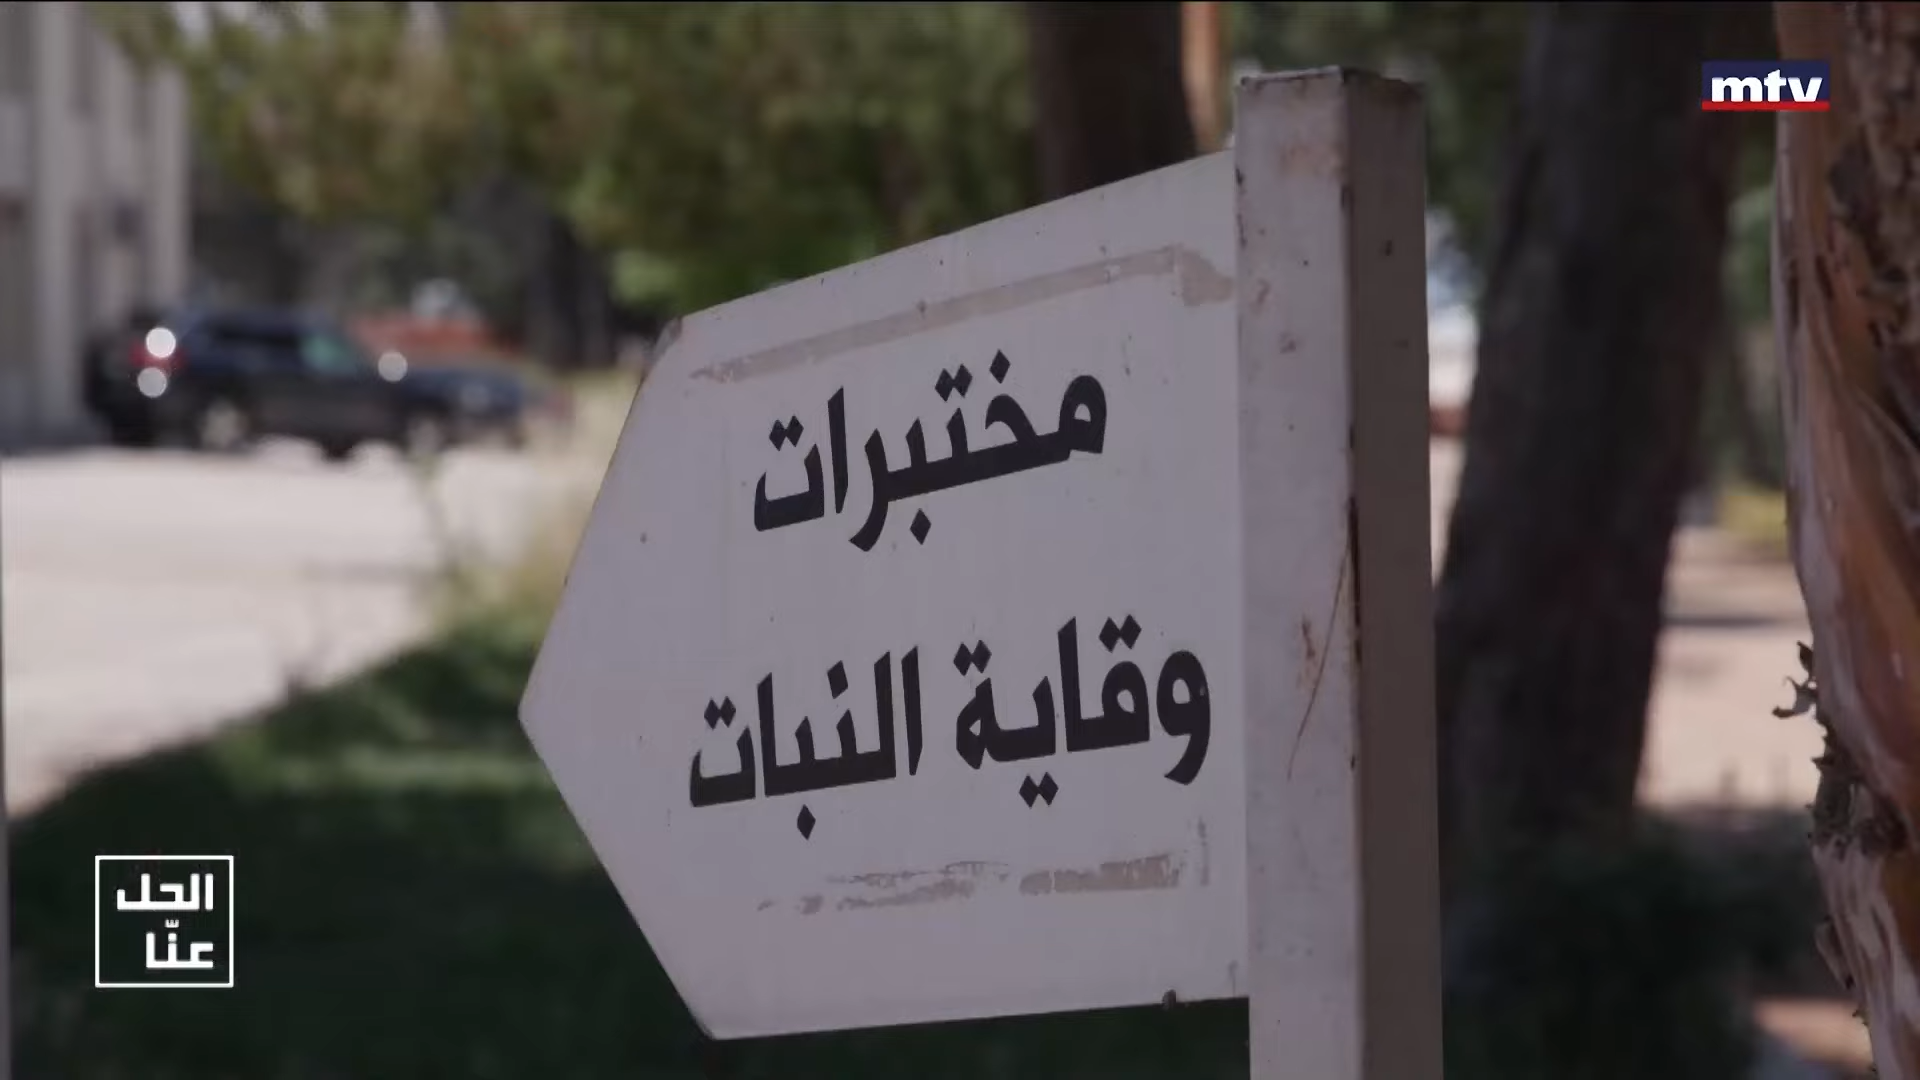 mtv
مختبرات
وقاية النبات
الحل
عنّا